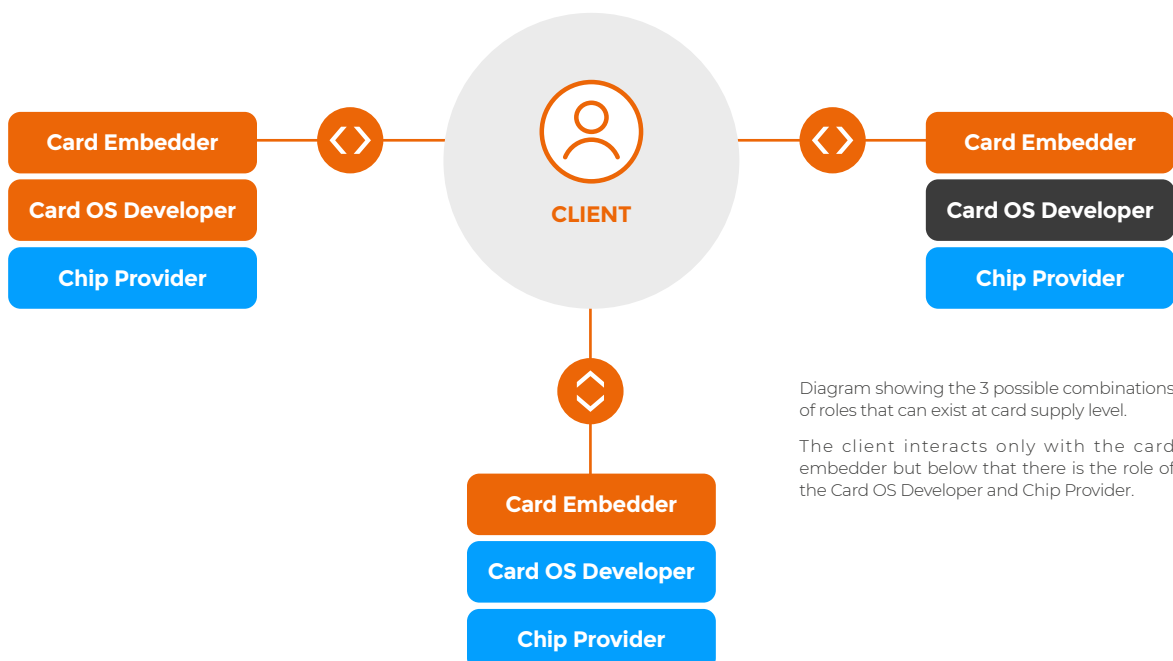 Card Embedder
Card OS Developer
Chip Provider
CLIENT
Card Embedder
Card OS Developer
Chip Provider
Diagram showing the 3 possible combinations
of roles that can exist at card supply level.
The client interacts only with the card
embedder but below that there is the role of
the Card OS Developer and Chip Provider.
Card Embedder
Card OS Developer
Chip Provider